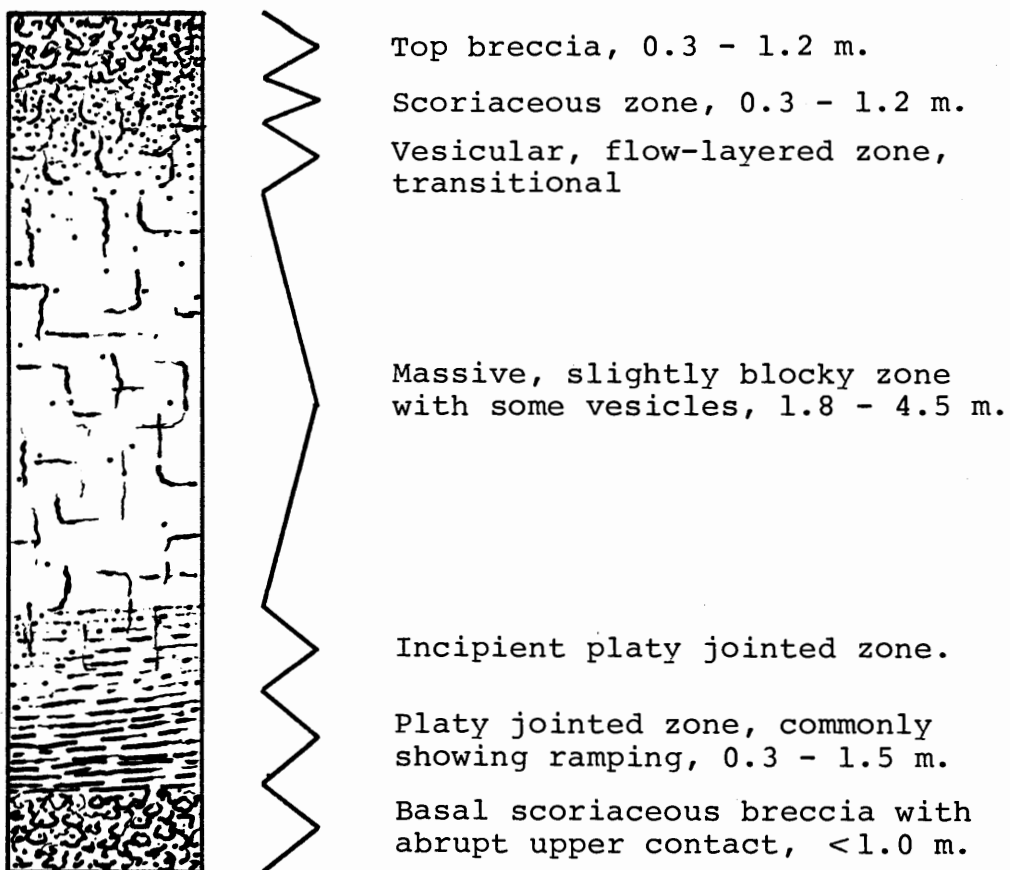 Top breccia, 0.3 - 1.2 m.
Scoriaceous zone, 0.3 - 1.2 m.
Vesicular, flow-layered zone,
transitional
Massive, slightly blocky zone
with some vesicles, 1.8 - 4.5 m.
Incipient platy jointed zone.
Platy jointed zone, commonly
showing ramping, 0.3 - 1.5 m.
Basal scoriaceous breccia with
abrupt upper contact, <1.0 m.